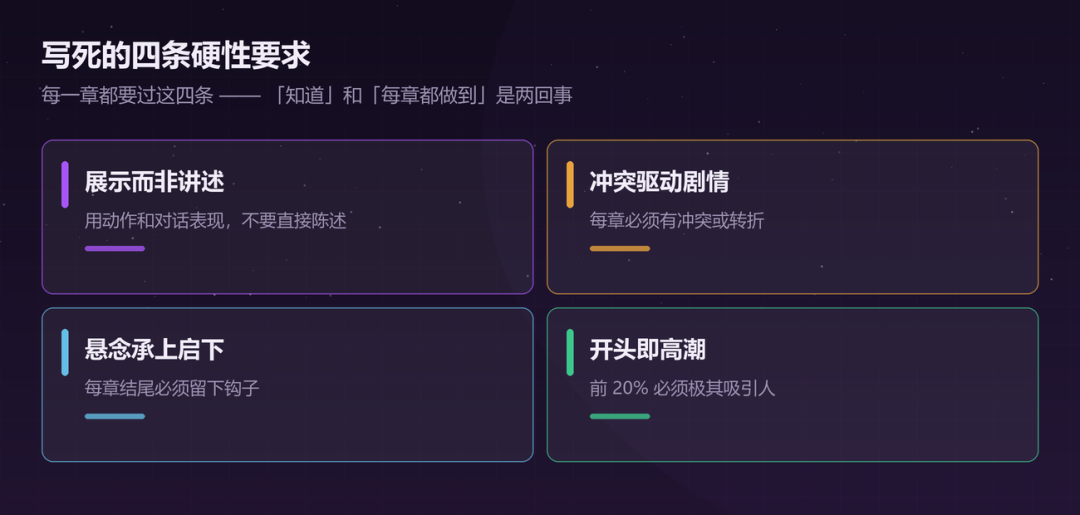 写死的四条硬性要求
每一章都要过这四条 —— 「知道」和「每章都做到」是两回事
展示而非讲述
用动作和对话表现，不要直接陈述
冲突驱动剧情
每章必须有冲突或转折
悬念承上启下
每章结尾必须留下钩子
开头即高潮
前 20% 必须极其吸引人